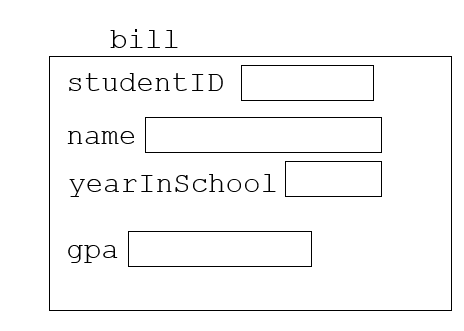 bill
studentID
name
yearInSchool
gpa